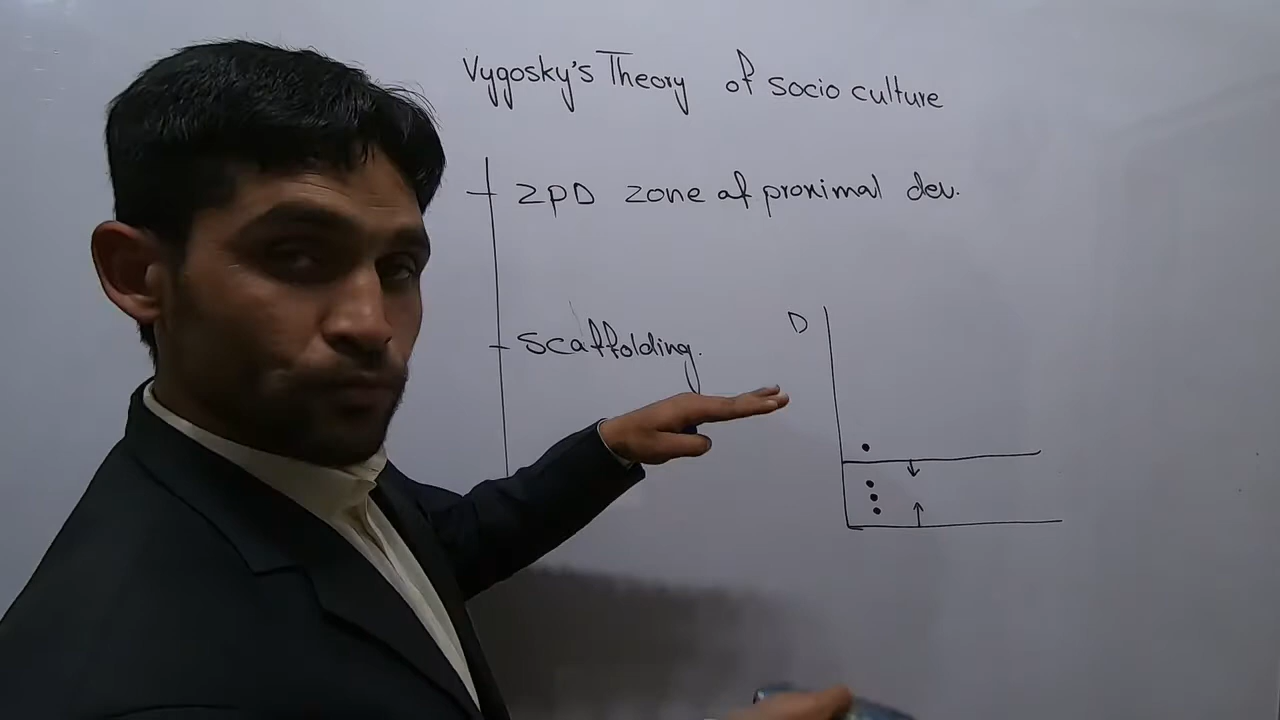 Vygosky's Theory of socio culture
ZPD zone of proximal dev.
scaffolding.
D